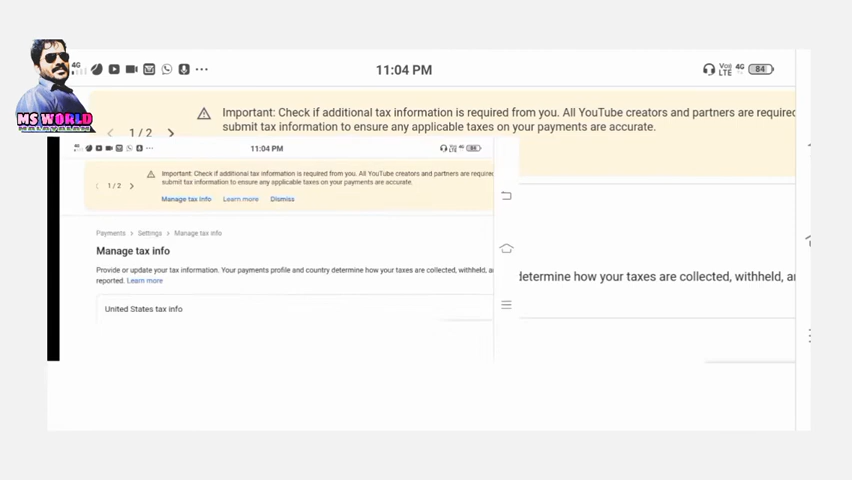 4G
11:04 PM
Vo)) LTE 4G 84
Important: Check if additional tax information is required from you. All YouTube creators and partners are required
submit tax information to ensure any applicable taxes on your payments are accurate.
1 / 2
MS WORLD
MALAYALAM
11:04 PM
Important: Check if additional tax information is required from you. All YouTube creators and partners are required
submit tax information to ensure any applicable taxes on your payments are accurate.
1 / 2
Manage tax info Learn more Dismiss
Payments > Settings > Manage tax info
Manage tax info
Provide or update your tax information. Your payments profile and country determine how your taxes are collected, withheld, a
reported. Learn more
determine how your taxes are collected, withheld, a
United States tax info